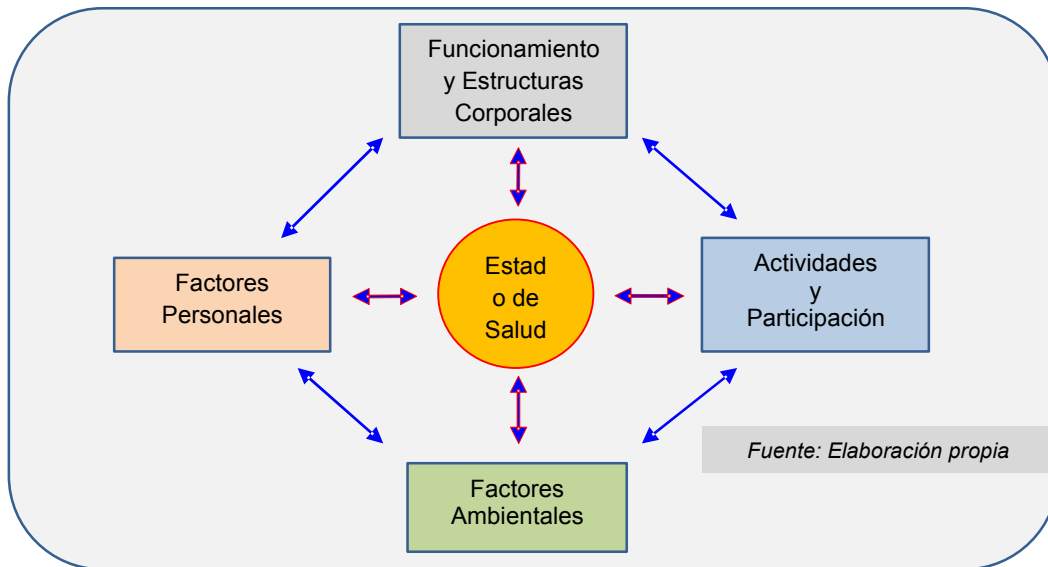 Funcionamiento
y Estructuras
Corporales
Factores
Personales
Estad
o de
Salud
Actividades
y
Participación
Fuente: Elaboración propia
Factores
Ambientales